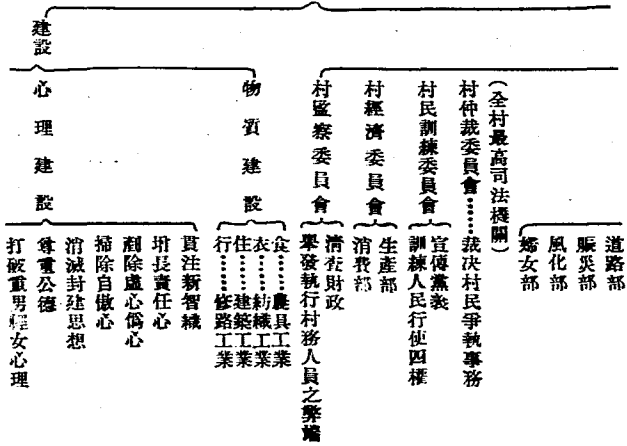 道路部
賑災部
風化部
婦女部
(全村最高司法機關)
村仲裁委員會……裁决村民爭執事務
村民訓練委員會
宣傳黨義
訓練人民行使四權
村經濟委員會
生產部
消費部
村監察委員會
清查財政
舉發執行村務人員之弊端
建設
物質建設
食……農具工業
衣……紡織工業
住……建築工業
行……修路工業
心理建設
貫注新智織
增長責任心
剷除虛心僞心
掃除自傲心
消滅封建思想
尊重公德
打破重男輕女心理